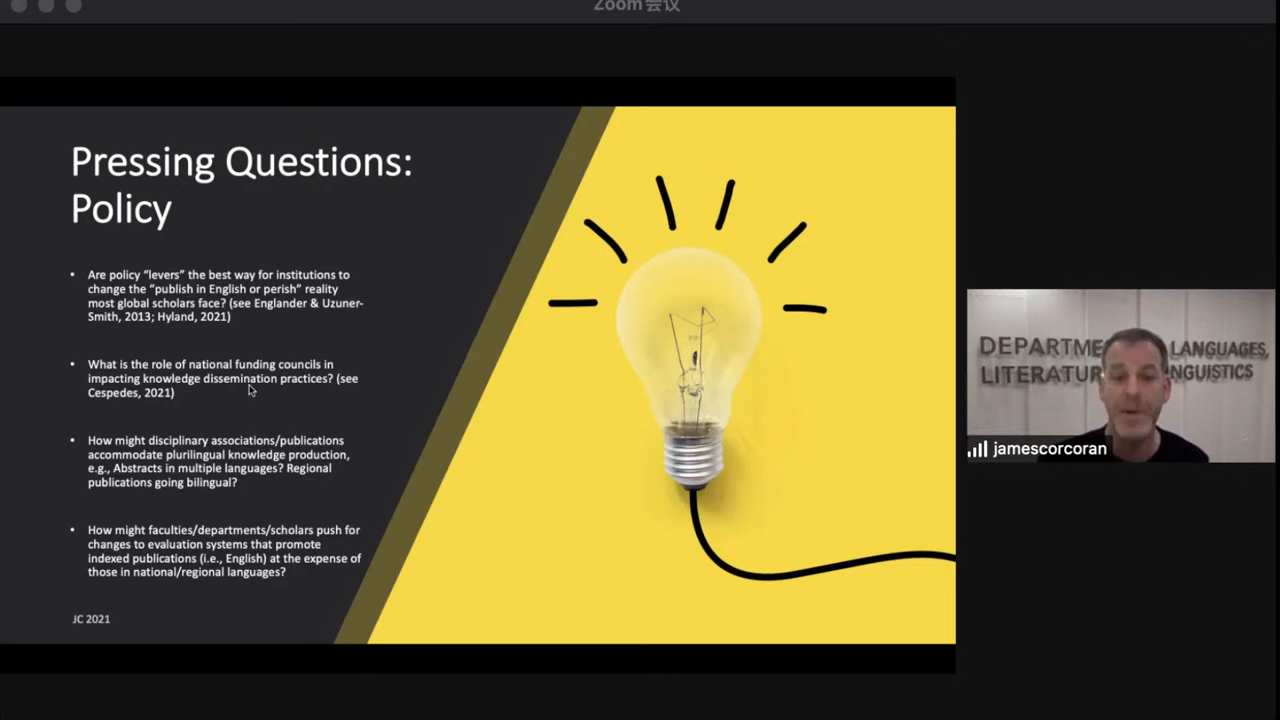 Zoom会议
Pressing Questions:
Policy
• Are policy “levers” the best way for institutions to
change the “publish in English or perish” reality
most global scholars face? (see Englander & Uzuner-
Smith, 2013; Hyland, 2021)
• What is the role of national funding councils in
impacting knowledge dissemination practices? (see
Cespedes, 2021)
• How might disciplinary associations/publications
accommodate plurilingual knowledge production,
e.g., Abstracts in multiple languages? Regional
publications going bilingual?
• How might faculties/departments/scholars push for
changes to evaluation systems that promote
indexed publications (i.e., English) at the expense of
those in national/regional languages?
JC 2021
DEPARTME LANGUAGES,
LITERATUR NGUISTICS
jamescorcoran